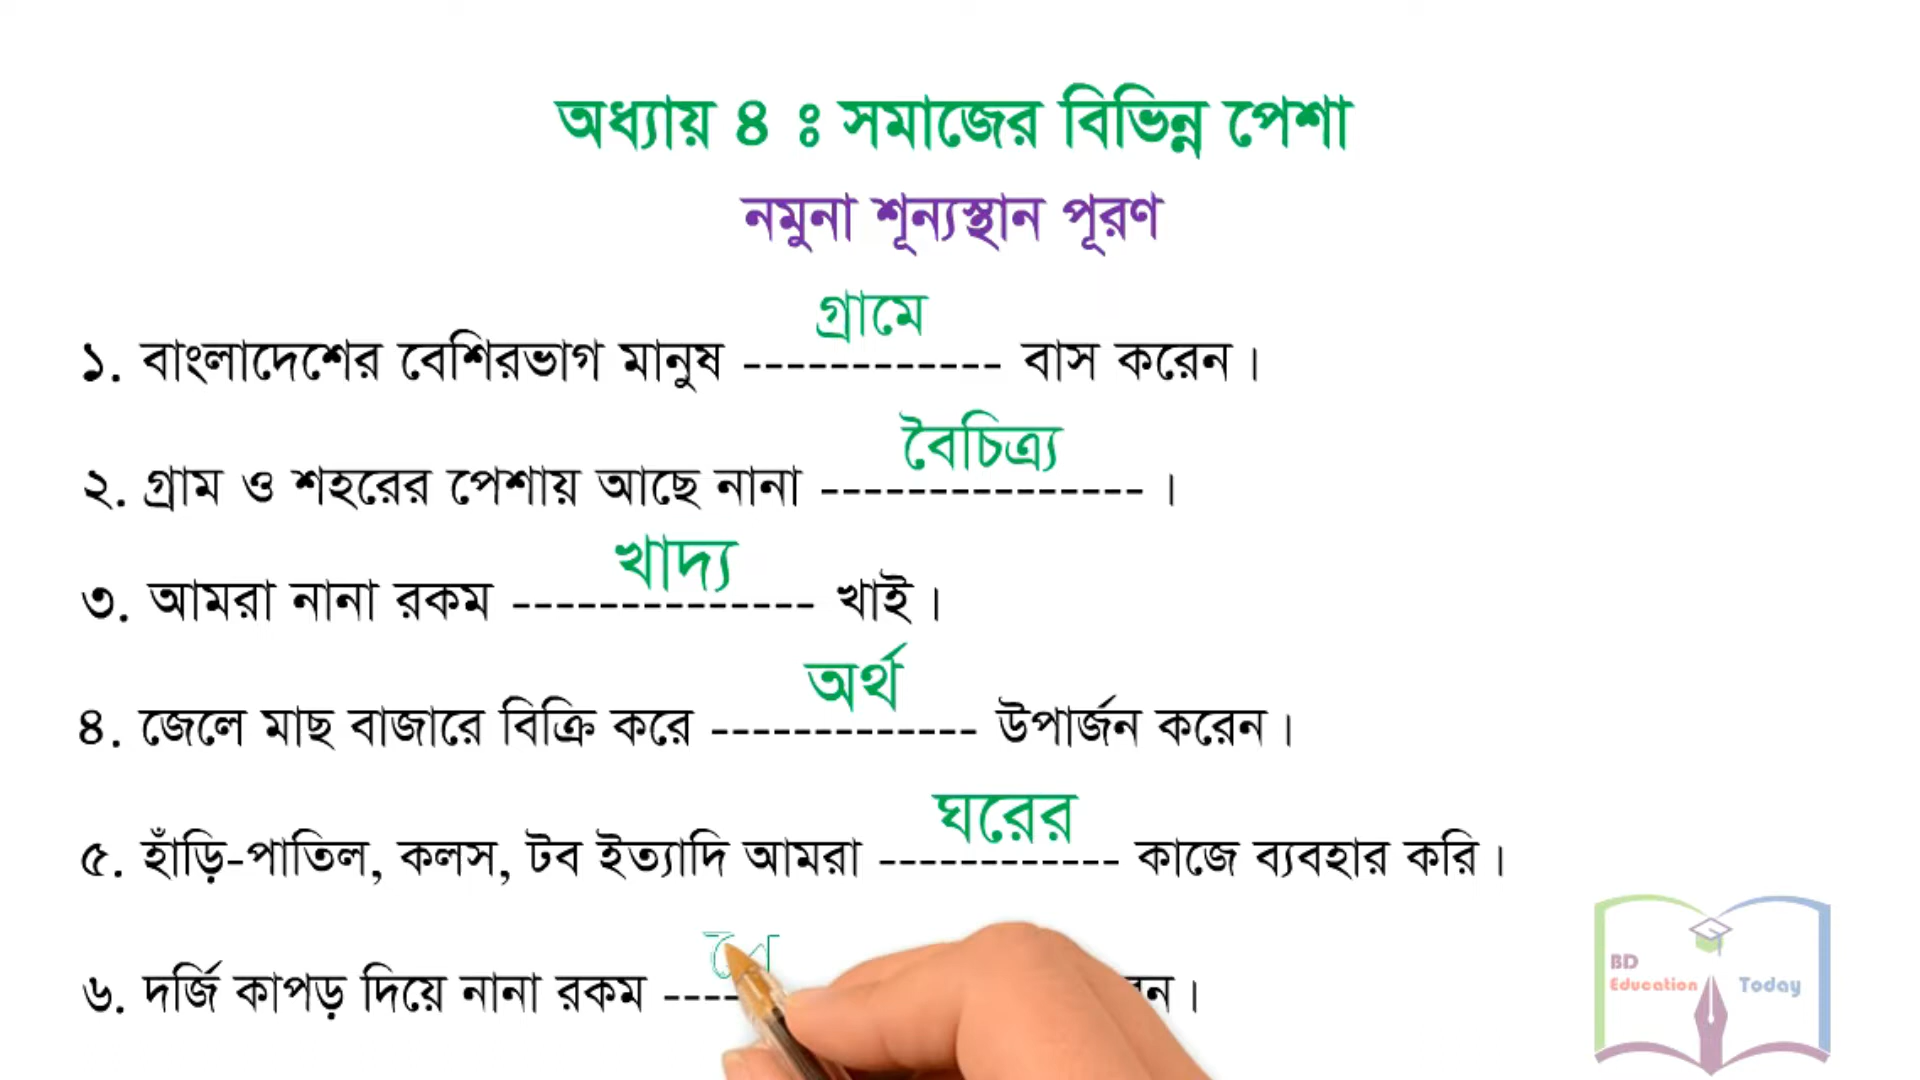 অধ্যায় ৪ ঃ সমাজের বিভিন্ন পেশা
নমুনা শূন্যস্থান পূরণ
গ্রামে
১. বাংলাদেশের বেশিরভাগ মানুষ ------------ বাস করেন।
বৈচিত্র্য
২. গ্রাম ও শহরের পেশায় আছে নানা --------------- ।
খাদ্য
৩. আমরা নানা রকম -------------- খাই।
অর্থ
৪. জেলে মাছ বাজারে বিক্রি করে ------------- উপার্জন করেন।
ঘরের
৫. হাঁড়ি-পাতিল, কলস, টব ইত্যাদি আমরা ------------ কাজে ব্যবহার করি।
৬. দর্জি কাপড় দিয়ে নানা রকম ----
BD
Education Today